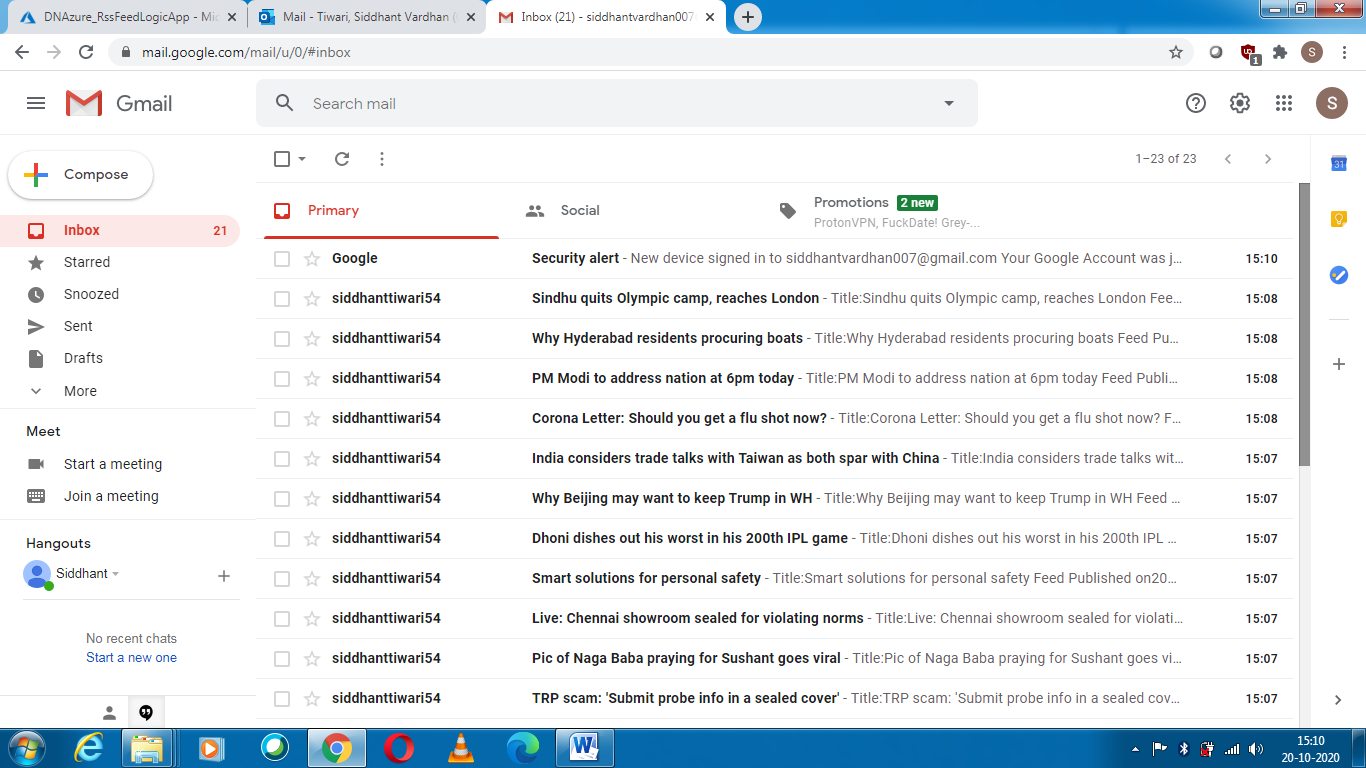 DNAzure_RssFeedLogicApp - Mic
Mail - Tiwari, Siddhant Vardhan (
Inbox (21) - siddhantvardhan007
mail.google.com/mail/u/0/#inbox
1
S
Gmail
Search mail
S
Compose
1–23 of 23
31
Primary
Social
Promotions 2 new
ProtonVPN, FuckDate! Grey-...
Inbox 21
Starred
Snoozed
Sent
Drafts
More
Meet
Start a meeting
Join a meeting
Hangouts
Siddhant
No recent chats
Start a new one
Google Security alert - New device signed in to siddhantvardhan007@gmail.com Your Google Account was j... 15:10
siddhanttiwari54 Sindhu quits Olympic camp, reaches London - Title:Sindhu quits Olympic camp, reaches London Fee... 15:08
siddhanttiwari54 Why Hyderabad residents procuring boats - Title:Why Hyderabad residents procuring boats Feed Pu... 15:08
siddhanttiwari54 PM Modi to address nation at 6pm today - Title:PM Modi to address nation at 6pm today Feed Publi... 15:08
siddhanttiwari54 Corona Letter: Should you get a flu shot now? - Title:Corona Letter: Should you get a flu shot now? F... 15:08
siddhanttiwari54 India considers trade talks with Taiwan as both spar with China - Title:India considers trade talks wit... 15:07
siddhanttiwari54 Why Beijing may want to keep Trump in WH - Title:Why Beijing may want to keep Trump in WH Feed ... 15:07
siddhanttiwari54 Dhoni dishes out his worst in his 200th IPL game - Title:Dhoni dishes out his worst in his 200th IPL ... 15:07
siddhanttiwari54 Smart solutions for personal safety - Title:Smart solutions for personal safety Feed Published on20... 15:07
siddhanttiwari54 Live: Chennai showroom sealed for violating norms - Title:Live: Chennai showroom sealed for violati... 15:07
siddhanttiwari54 Pic of Naga Baba praying for Sushant goes viral - Title:Pic of Naga Baba praying for Sushant goes vi... 15:07
siddhanttiwari54 TRP scam: 'Submit probe info in a sealed cover' - Title:TRP scam: 'Submit probe info in a sealed cov... 15:07
15:10
20-10-2020